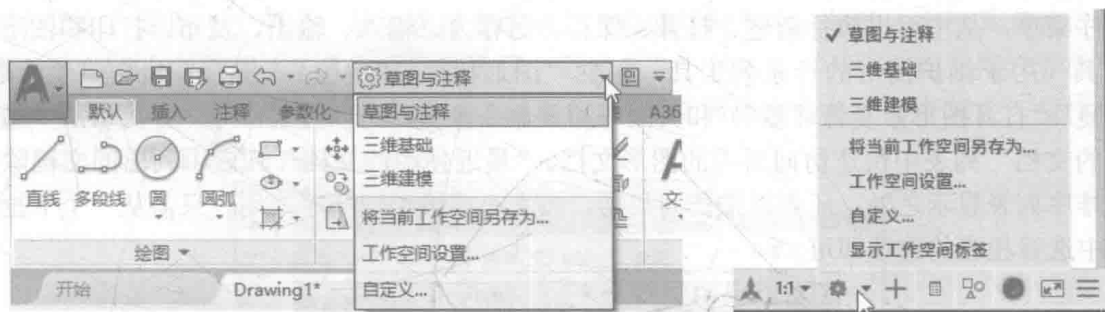 草图与注释
默认 插入 注释 参数化 草图与注释 A36
三维基础
三维建模
直线 多段线 圆 圆弧 将当前工作空间另存为... 文
绘图 工作空间设置...
开始 Drawing1* 自定义...
草图与注释
三维基础
三维建模
将当前工作空间另存为...
工作空间设置...
自定义...
显示工作空间标签
1:1